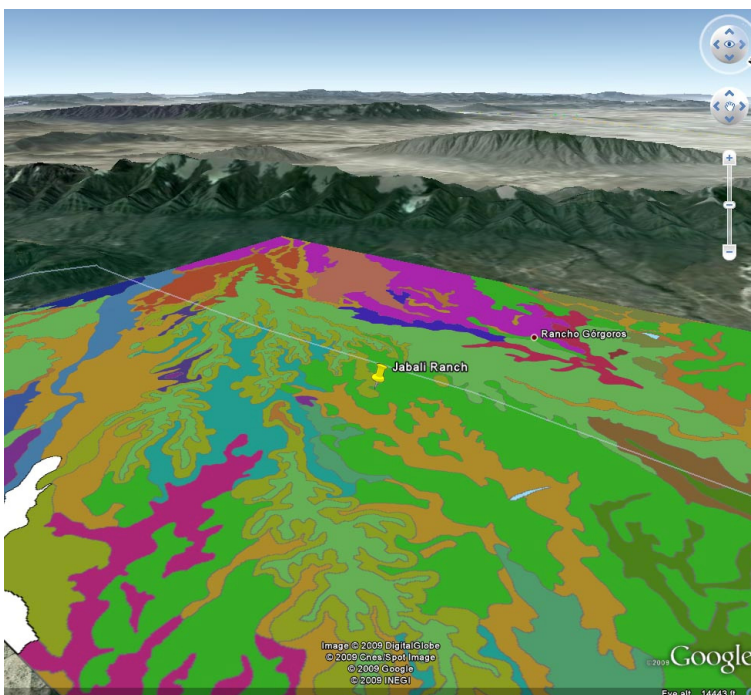 Rancho Górgoros
Jabali Ranch
Image © 2009 DigitalGlobe
© 2009 Cnes/Spot Image
© 2009 Google
© 2009 INEGI
©2009 Google
Eye alt 14443 ft